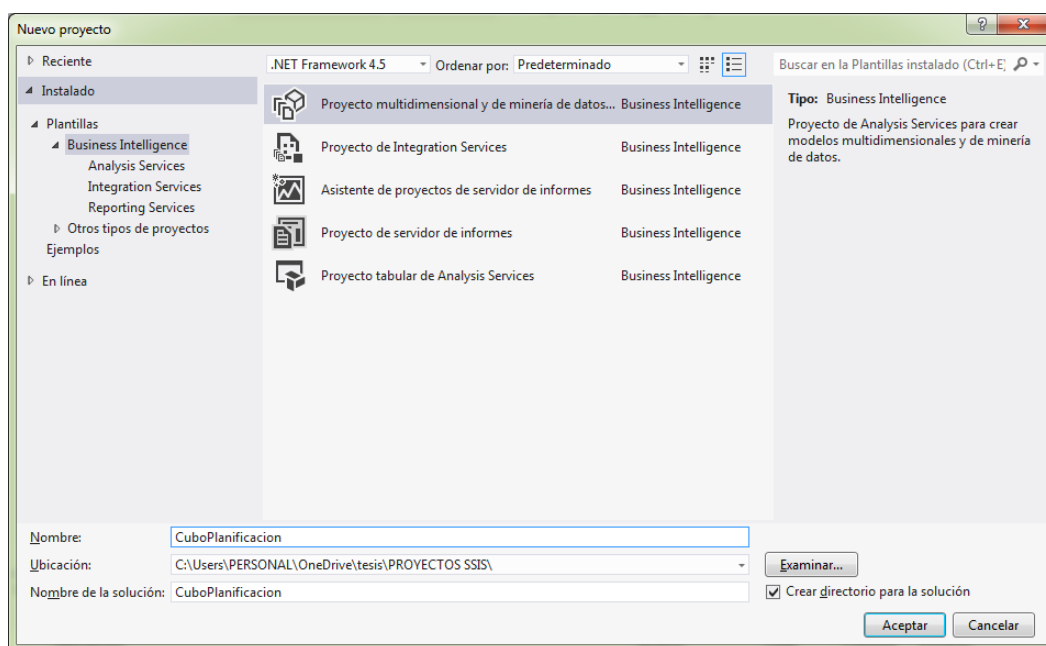 Nuevo proyecto
Reciente
Instalado
Plantillas
Business Intelligence
Analysis Services
Integration Services
Reporting Services
Otros tipos de proyectos
Ejemplos
En línea
.NET Framework 4.5 Ordenar por: Predeterminado
Proyecto multidimensional y de minería de datos... Business Intelligence
Proyecto de Integration Services Business Intelligence
Asistente de proyectos de servidor de informes Business Intelligence
Proyecto de servidor de informes Business Intelligence
Proyecto tabular de Analysis Services Business Intelligence
Buscar en la Plantillas instalado (Ctrl+E)
Tipo: Business Intelligence
Proyecto de Analysis Services para crear
modelos multidimensionales y de minería
de datos.
Nombre: CuboPlanificacion
Ubicación: C:\Users\PERSONAL\OneDrive\tesis\PROYECTOS SSIS\ Examinar...
Nombre de la solución: CuboPlanificacion Crear directorio para la solución
Aceptar Cancelar